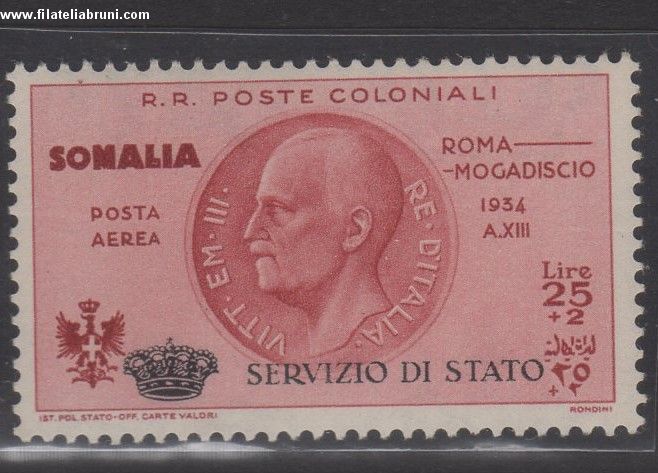 www.filateliabruni.com
R.R. POSTE COLONIALI
SOMALIA
ROMA-
-MOGADISCIO
POSTA
AEREA
1934
A.XIII
VITT·EM·III·
RE·D'ITALIA·
Lire
25
+2
٢٥
SERVIZIO DI STATO
IST. POL. STATO-OFF. CARTE VALORI
RONDINI